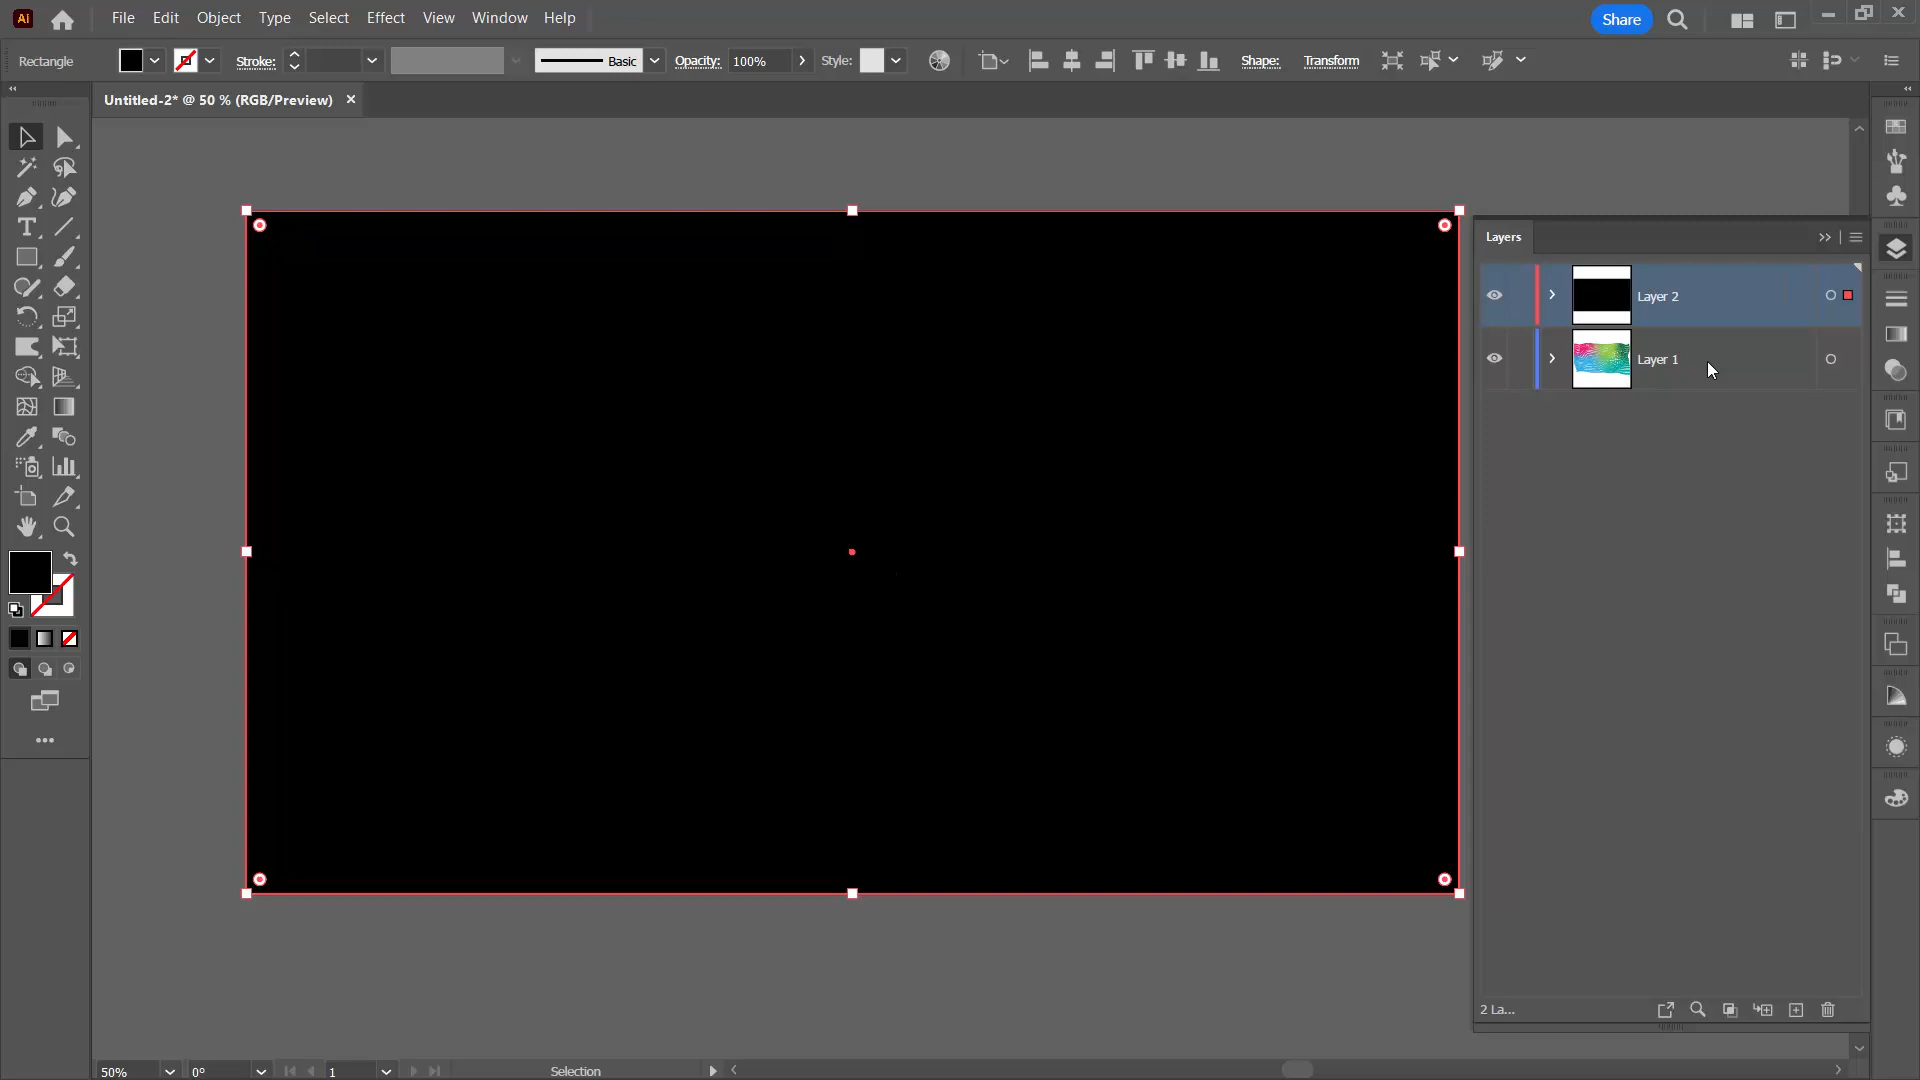 Ai File Edit Object Type Select Effect View Window Help Share
Rectangle Stroke: Basic Opacity: 100% Style: Shape: Transform
Untitled-2* @ 50 % (RGB/Preview)
Layers
Layer 2
Layer 1
2 La...
50% 0° 1 Selection